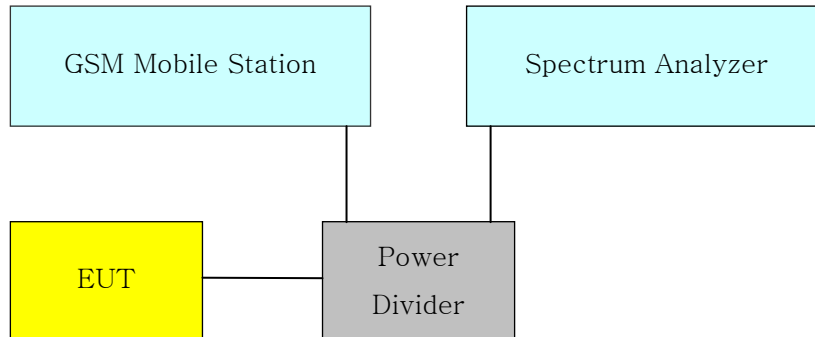 GSM Mobile Station
Spectrum Analyzer
EUT
Power
Divider